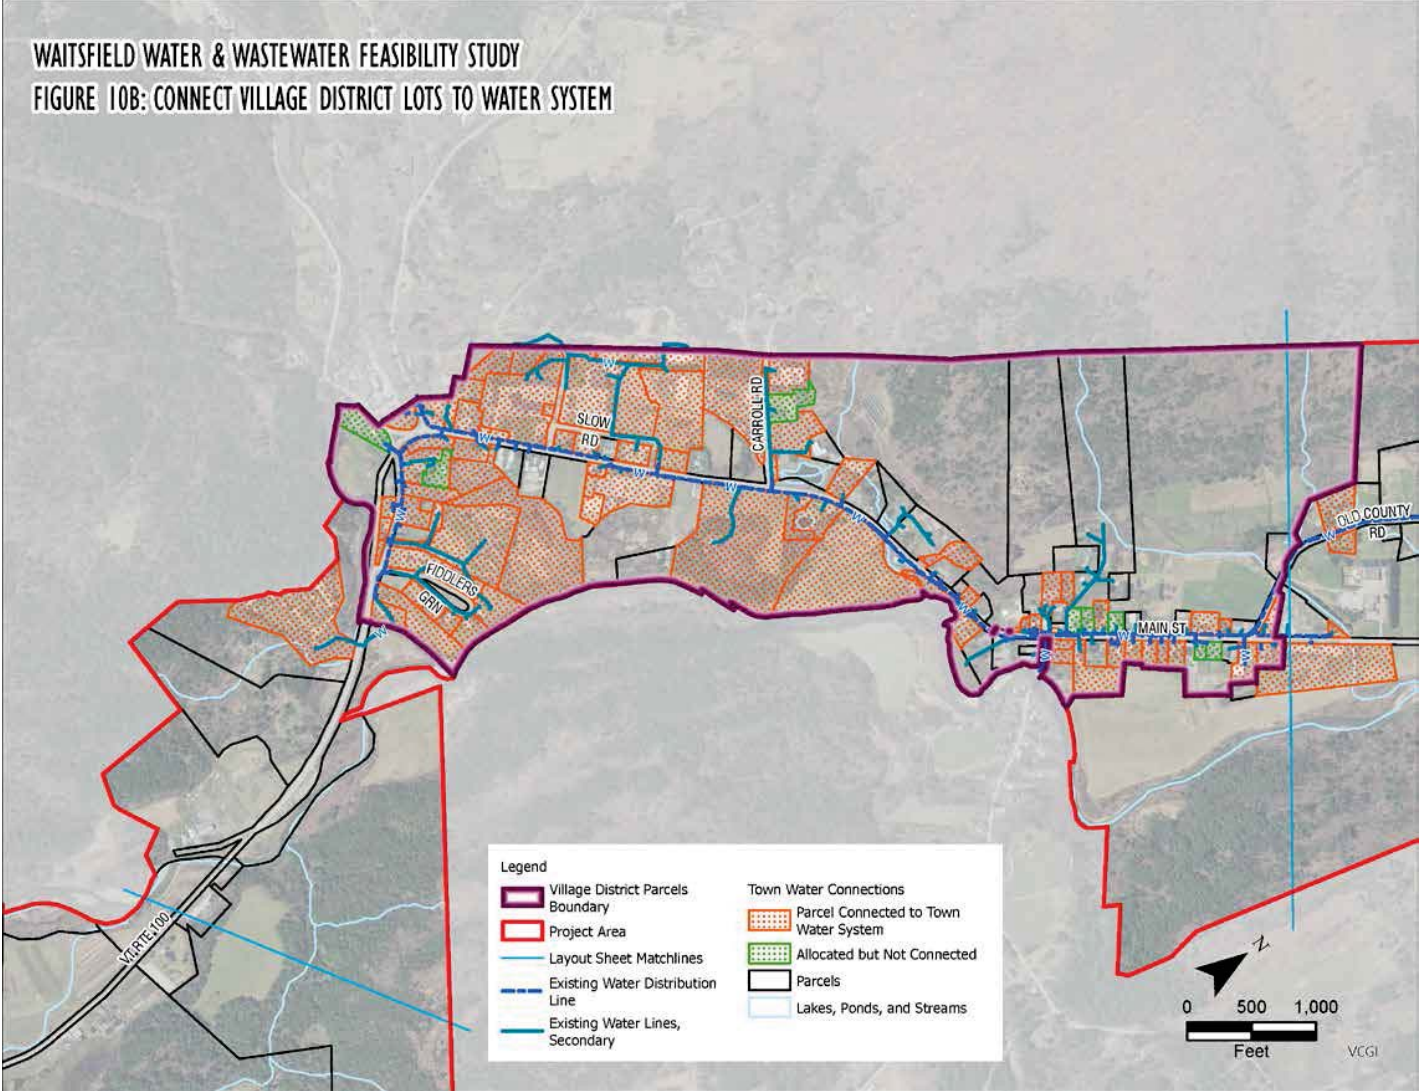 WAITSFIELD WATER & WASTEWATER FEASIBILITY STUDY
FIGURE 10B: CONNECT VILLAGE DISTRICT LOTS TO WATER SYSTEM
W
SLOW
RD
CARROLL RD
W
W
W
W
W
FIDDLERS
GRN
W
W
W
MAIN ST
W
W
OLD COUNTY
RD
W
VT RTE 100
Legend
Village District Parcels
Boundary
Project Area
Layout Sheet Matchlines
Existing Water Distribution
Line
Existing Water Lines,
Secondary
Town Water Connections
Parcel Connected to Town
Water System
Allocated but Not Connected
Parcels
Lakes, Ponds, and Streams
N
0 500 1,000
Feet
VCGI